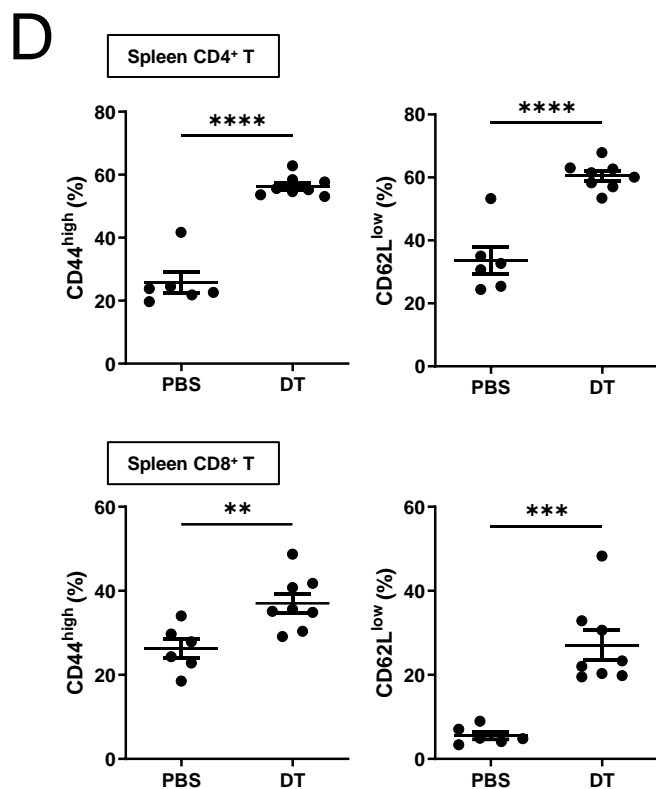 D
Spleen CD4⁺ T
80
60
40
20
0
CD44^high (%)
****
PBS
DT
80
60
40
20
0
CD62L^low (%)
****
PBS
DT
Spleen CD8⁺ T
60
40
20
0
CD44^high (%)
**
PBS
DT
60
40
20
0
CD62L^low (%)
***
PBS
DT